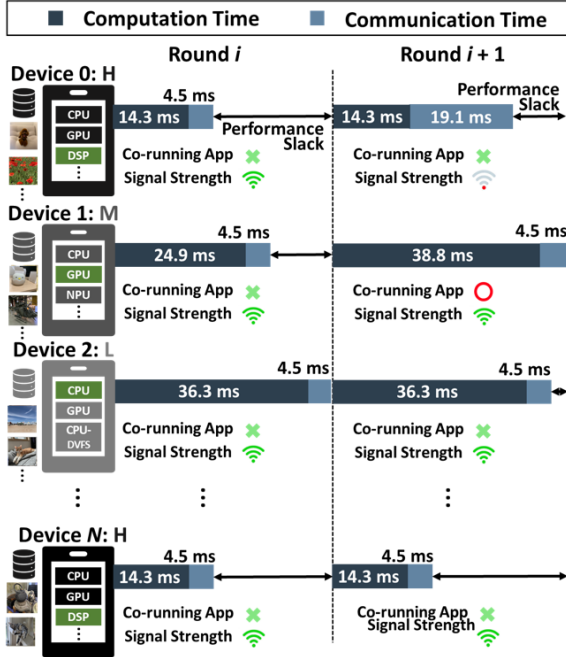 Computation Time
Communication Time
Round i
Round i + 1
Device 0: H
CPU
GPU
DSP
4.5 ms
14.3 ms
Performance
Slack
Co-running App
Signal Strength
Performance
Slack
14.3 ms
19.1 ms
Co-running App
Signal Strength
Device 1: M
CPU
GPU
NPU
4.5 ms
24.9 ms
Co-running App
Signal Strength
4.5 ms
38.8 ms
Co-running App
Signal Strength
Device 2: L
CPU
GPU
CPU-
DVFS
4.5 ms
36.3 ms
Co-running App
Signal Strength
4.5 ms
36.3 ms
Co-running App
Signal Strength
Device N: H
CPU
GPU
DSP
4.5 ms
14.3 ms
Co-running App
Signal Strength
4.5 ms
14.3 ms
Co-running App
Signal Strength